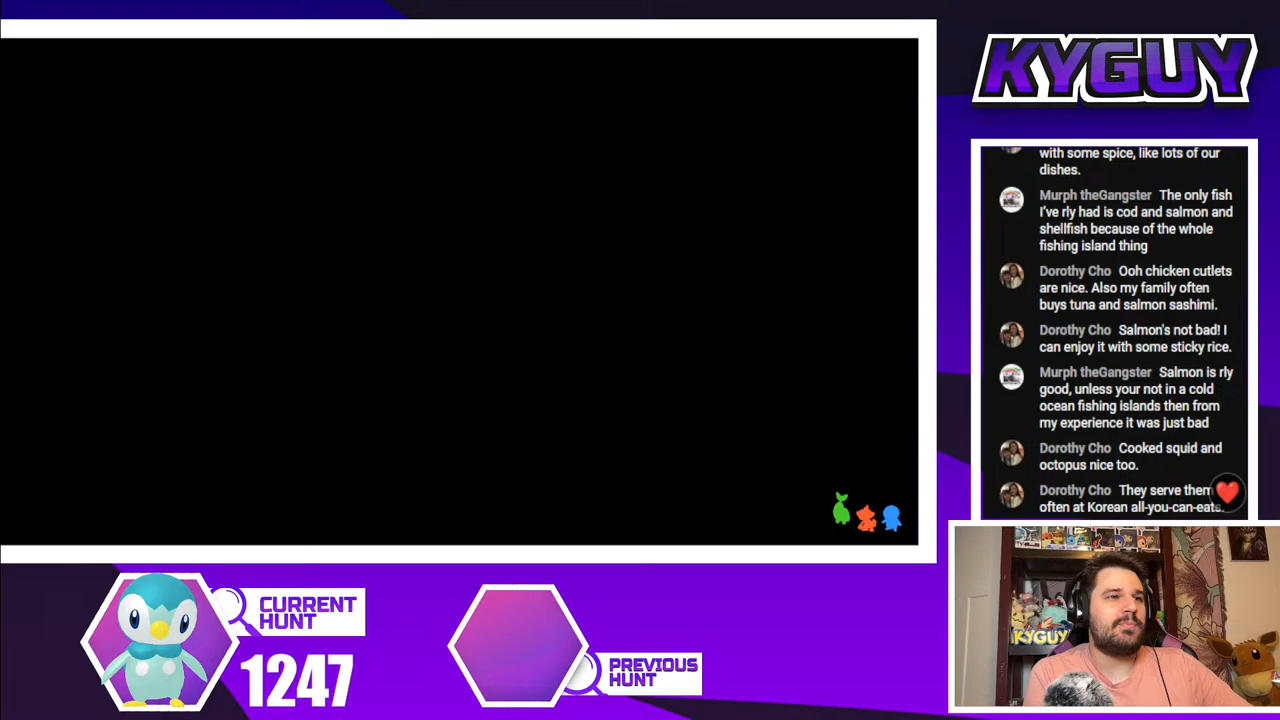 KYGUY
with some spice, like lots of our
dishes.
Murph theGangster The only fish
I've rly had is cod and salmon and
shellfish because of the whole
fishing island thing
Dorothy Cho Ooh chicken cutlets
are nice. Also my family often
buys tuna and salmon sashimi.
Dorothy Cho Salmon's not bad! I
can enjoy it with some sticky rice.
Murph theGangster Salmon is rly
good, unless your not in a cold
ocean fishing islands then from
my experience it was just bad
Dorothy Cho Cooked squid and
octopus nice too.
Dorothy Cho They serve them
often at Korean all-you-can-eats.
KYGUY
CURRENT
HUNT
1247
PREVIOUS
HUNT